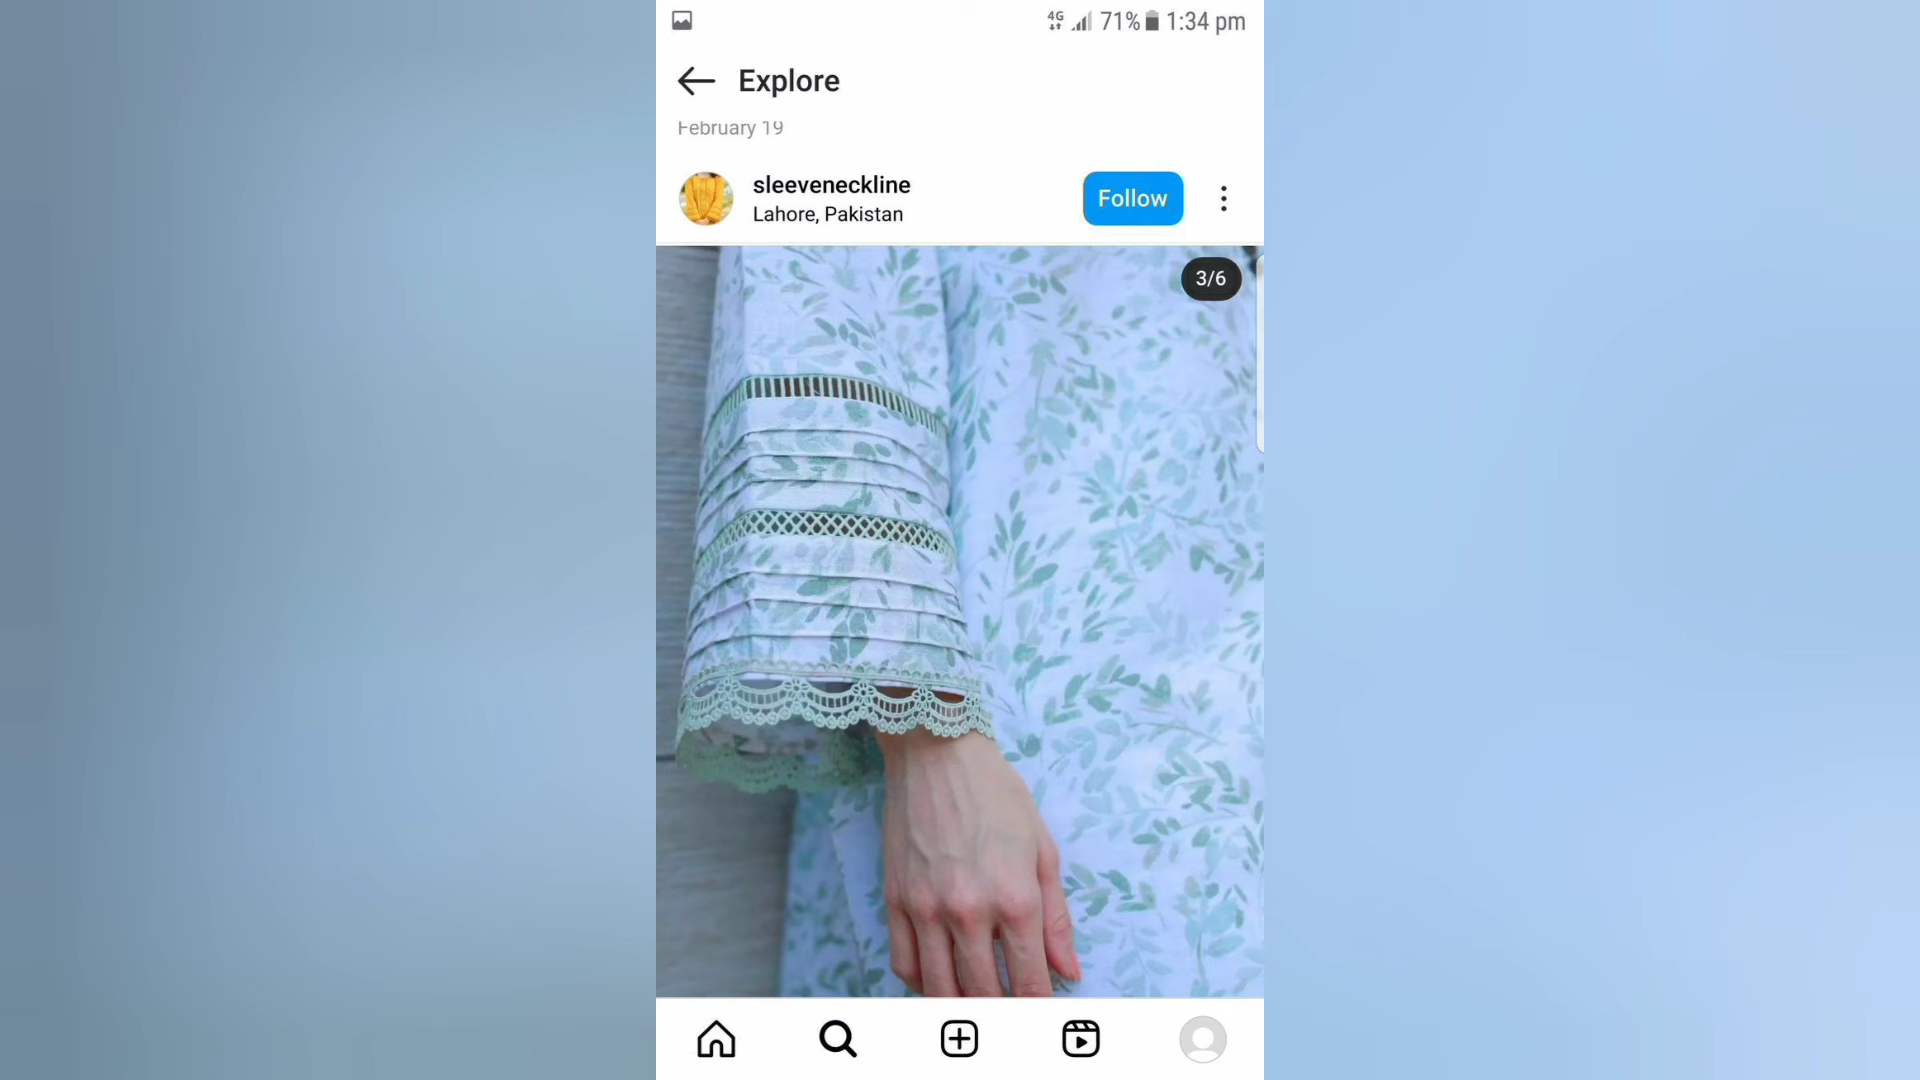 4G 71% 1:34 pm
Explore
February 19
sleeveneckline
Follow
Lahore, Pakistan
3/6